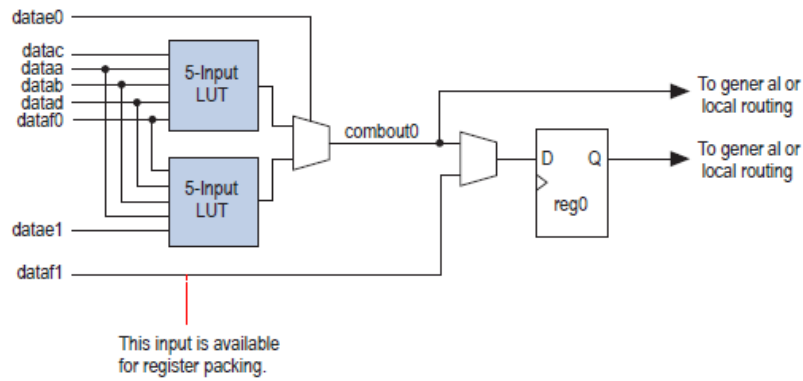 datae0
datac
dataa
datab
datad
dataf0
5-Input
LUT
5-Input
LUT
combout0
D Q
reg0
To gener al or
local routing
To gener al or
local routing
datae1
dataf1
This input is available
for register packing.